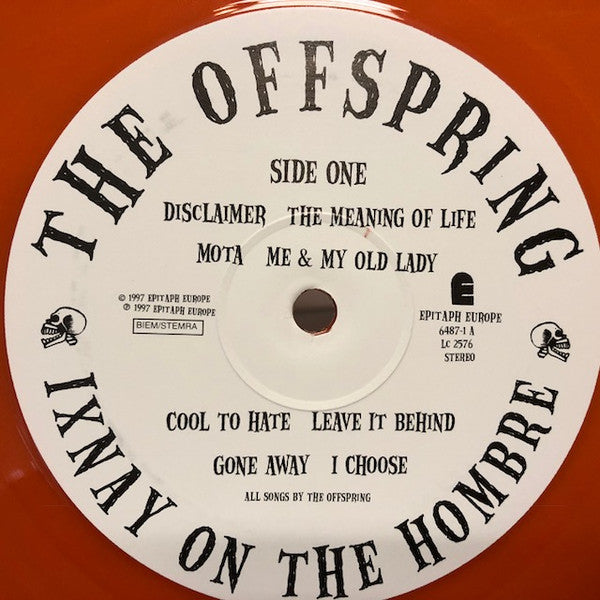 THE OFFSPRING
SIDE ONE
DISCLAIMER THE MEANING OF LIFE
MOTA ME & MY OLD LADY
© 1997 EPITAPH EUROPE
℗ 1997 EPITAPH EUROPE
BIEM/STEMRA
E
EPITAPH EUROPE
6487-1 A
LC 2576
STEREO
COOL TO HATE LEAVE IT BEHIND
GONE AWAY I CHOOSE
ALL SONGS BY THE OFFSPRING
IXNAY ON THE HOMBRE